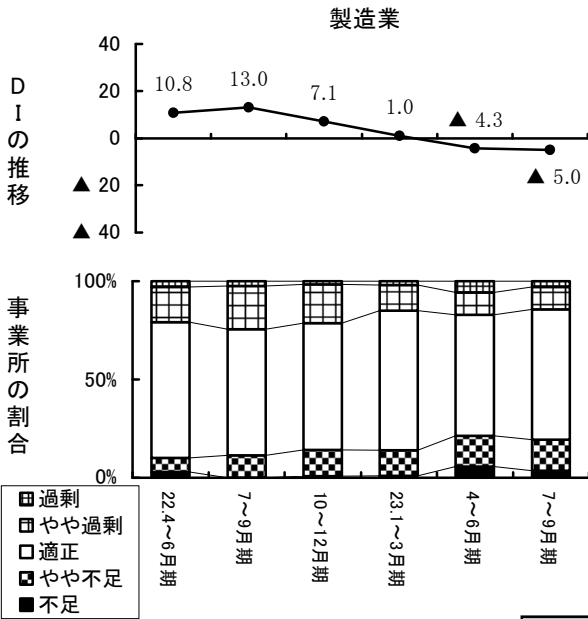 製造業
DIの推移
40
20
0
▲ 20
▲ 40
10.8
13.0
7.1
1.0
▲ 4.3
▲ 5.0
事業所の割合
100%
50%
0%
22.4～6月期
7～9月期
10～12月期
23.1～3月期
4～6月期
7～9月期
過剰
やや過剰
適正
やや不足
不足